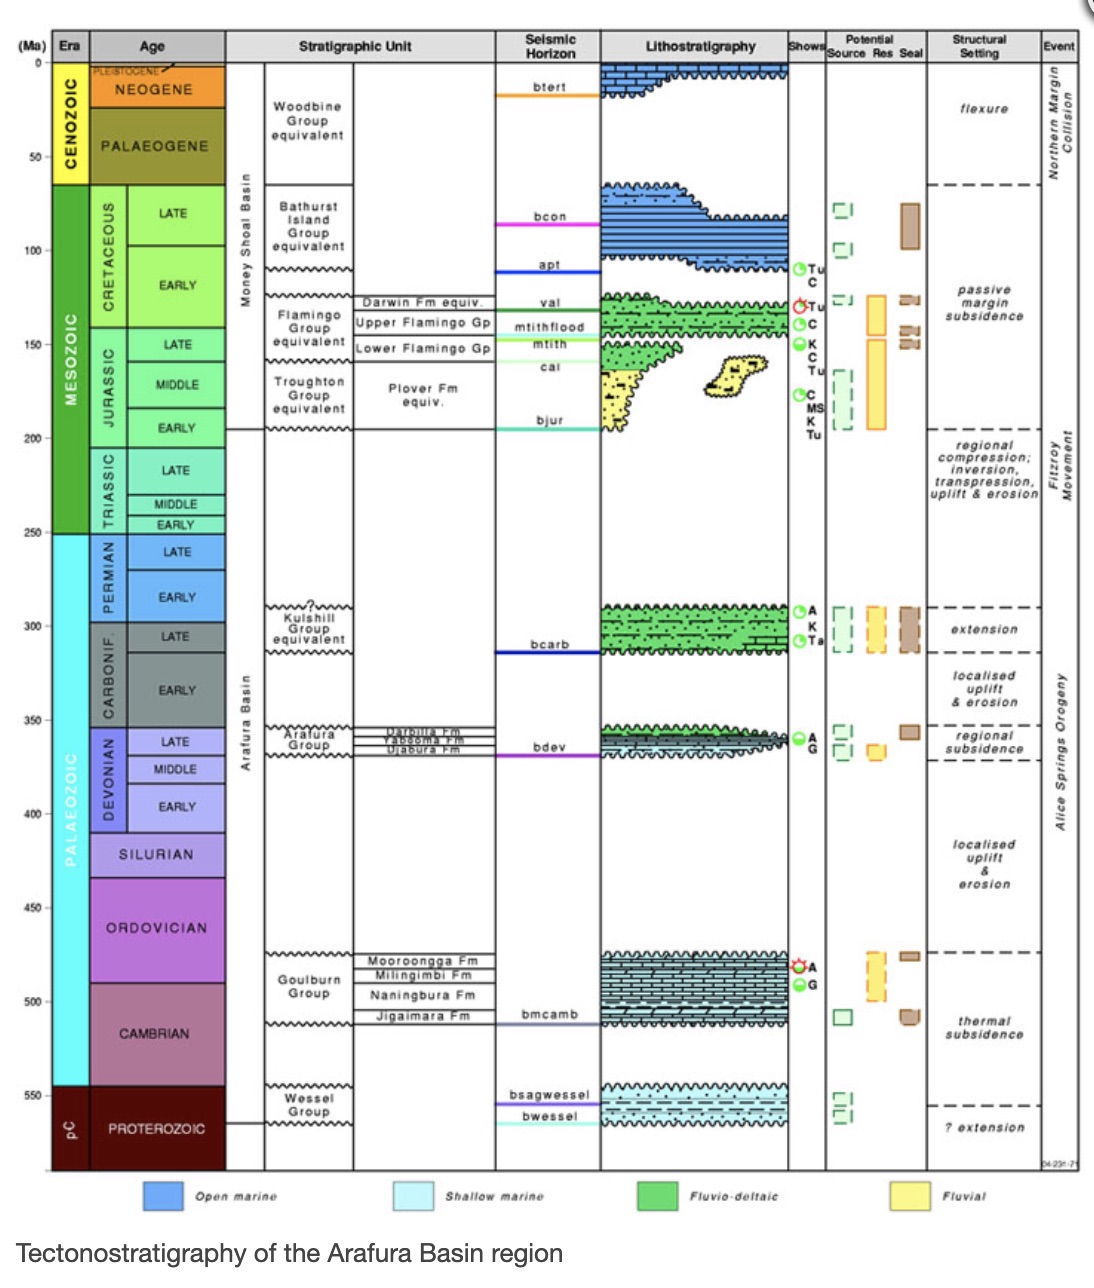 (Ma)
Era
Age
Stratigraphic Unit
Seismic
Horizon
Lithostratigraphy
Shows
Potential
Source Res Seal
Structural
Setting
Event
0
50
100
150
200
250
300
350
400
450
500
550
CENOZOIC
MESOZOIC
PALAEOZOIC
pC
PLEISTOCENE
NEOGENE
PALAEOGENE
CRETACEOUS
LATE
EARLY
JURASSIC
LATE
MIDDLE
EARLY
TRIASSIC
LATE
MIDDLE
EARLY
PERMIAN
LATE
EARLY
CARBONIF.
LATE
EARLY
DEVONIAN
LATE
MIDDLE
EARLY
SILURIAN
ORDOVICIAN
CAMBRIAN
PROTEROZOIC
Money Shoal Basin
Arafura Basin
Woodbine
Group
equivalent
Bathurst
Island
Group
equivalent
Flamingo
Group
equivalent
Troughton
Group
equivalent
?
Kulshill
Group
equivalent
Arafura
Group
Goulburn
Group
Wessel
Group
Darwin Fm equiv.
Upper Flamingo Gp
Lower Flamingo Gp
Plover Fm
equiv.
Darbilla Fm
Yabooma Fm
Djabura Fm
Mooroongga Fm
Milingimbi Fm
Naningbura Fm
Jigaimara Fm
btert
bcon
apt
val
mtithflood
mtith
cal
bjur
bcarb
bdev
bmcamb
bsagwessel
bwessel
Tu
C
Tu
C
K
C
Tu
C
MS
K
Tu
A
K
Ta
A
G
A
G
flexure
passive
margin
subsidence
regional
compression;
inversion,
transpression,
uplift & erosion
extension
localised
uplift
& erosion
regional
subsidence
localised
uplift
&
erosion
thermal
subsidence
? extension
Northern Margin
Collision
Fitzroy
Movement
Alice Springs Orogeny
Open marine
Shallow marine
Fluvio-deltaic
Fluvial
Tectonostratigraphy of the Arafura Basin region